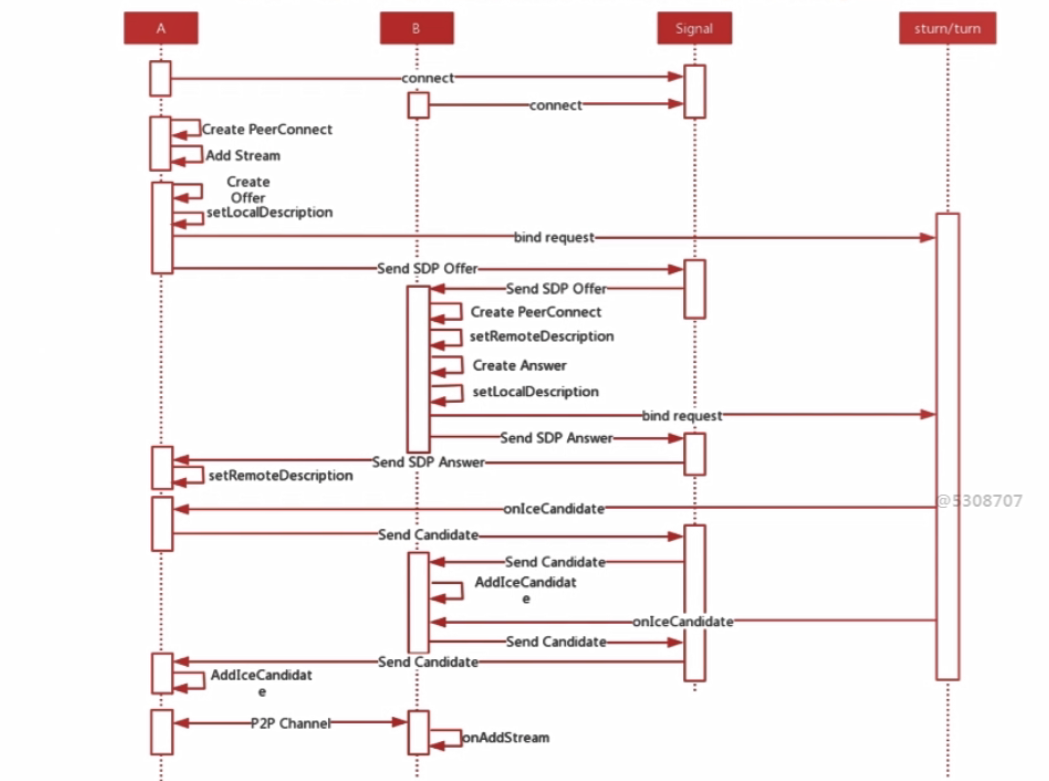 A
B
Signal
sturn/turn
connect
connect
Create PeerConnect
Add Stream
Create
Offer
setLocalDescription
bind request
Send SDP Offer
Send SDP Offer
Create PeerConnect
setRemoteDescription
Create Answer
setLocalDescription
bind request
Send SDP Answer
Send SDP Answer
setRemoteDescription
@5308707
onIceCandidate
Send Candidate
Send Candidate
AddIceCandidat
e
onIceCandidate
Send Candidate
Send Candidate
AddIceCandidat
e
P2P Channel
onAddStream